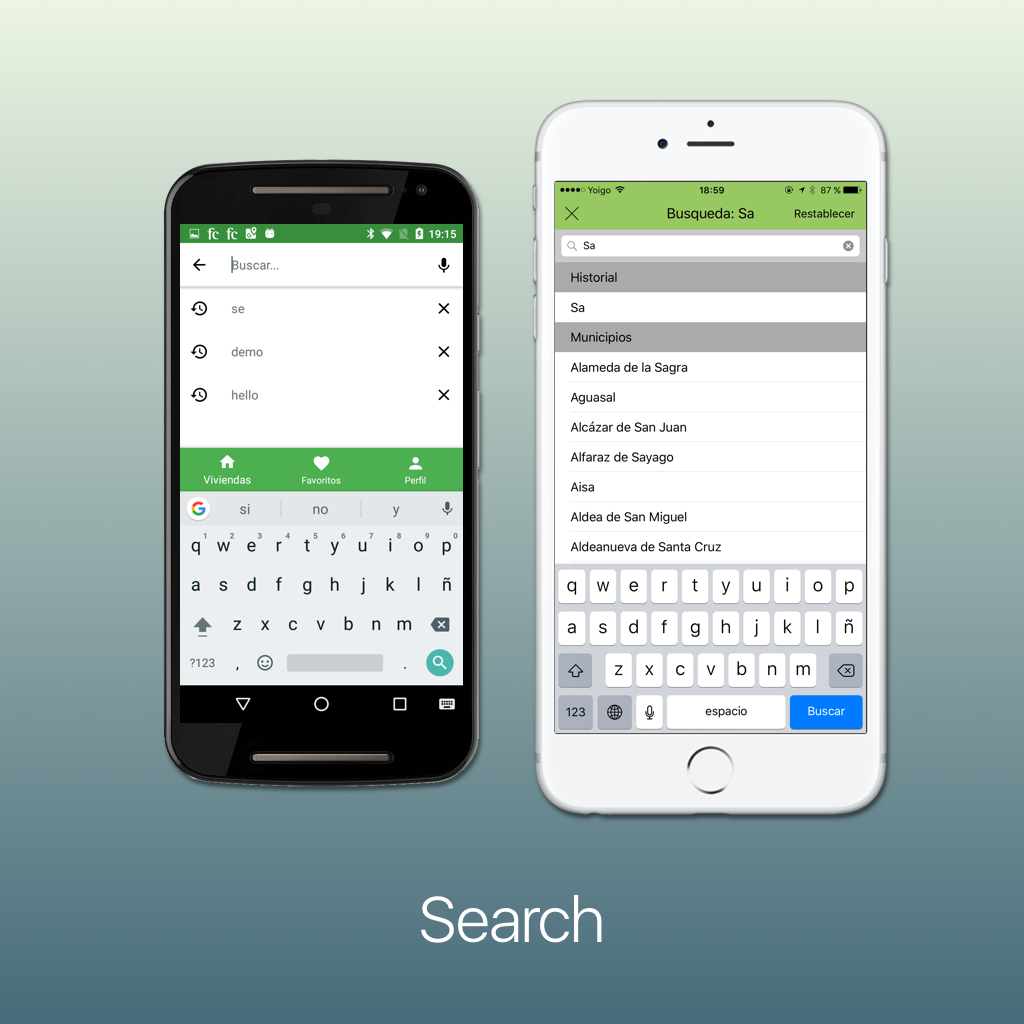 fc fc 19:15
Buscar...
se
demo
hello
Viviendas Favoritos Perfil
si no y
q1 w2 e3 r4 t5 y6 u7 i8 o9 p0
a s d f g h j k l ñ
z x c v b n m
?123 , .
Yoigo 18:59 87 %
Busqueda: Sa Restablecer
Sa
Historial
Sa
Municipios
Alameda de la Sagra
Aguasal
Alcázar de San Juan
Alfaraz de Sayago
Aisa
Aldea de San Miguel
Aldeanueva de Santa Cruz
q w e r t y u i o p
a s d f g h j k l ñ
z x c v b n m
123 espacio Buscar
Search